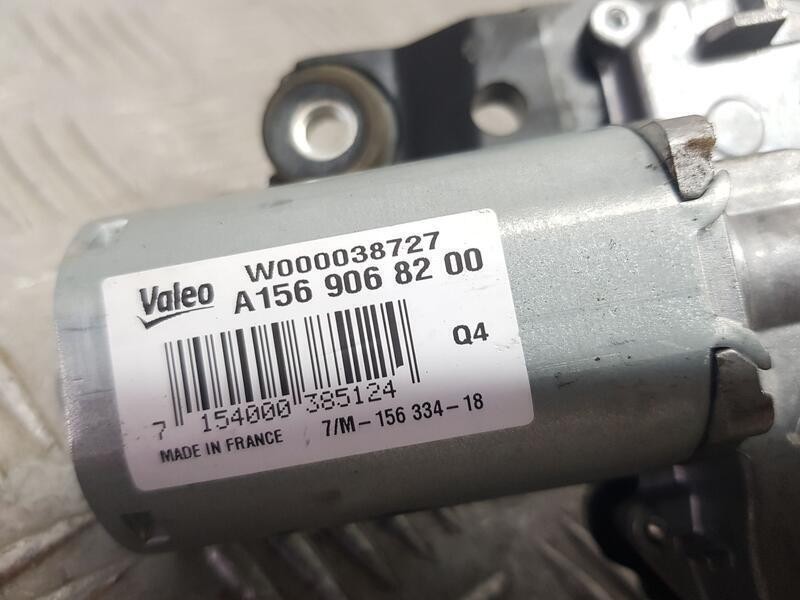 Valeo
W000038727
A156 906 82 00
Q4
7 154000 385124
MADE IN FRANCE
7/M-156 334-18